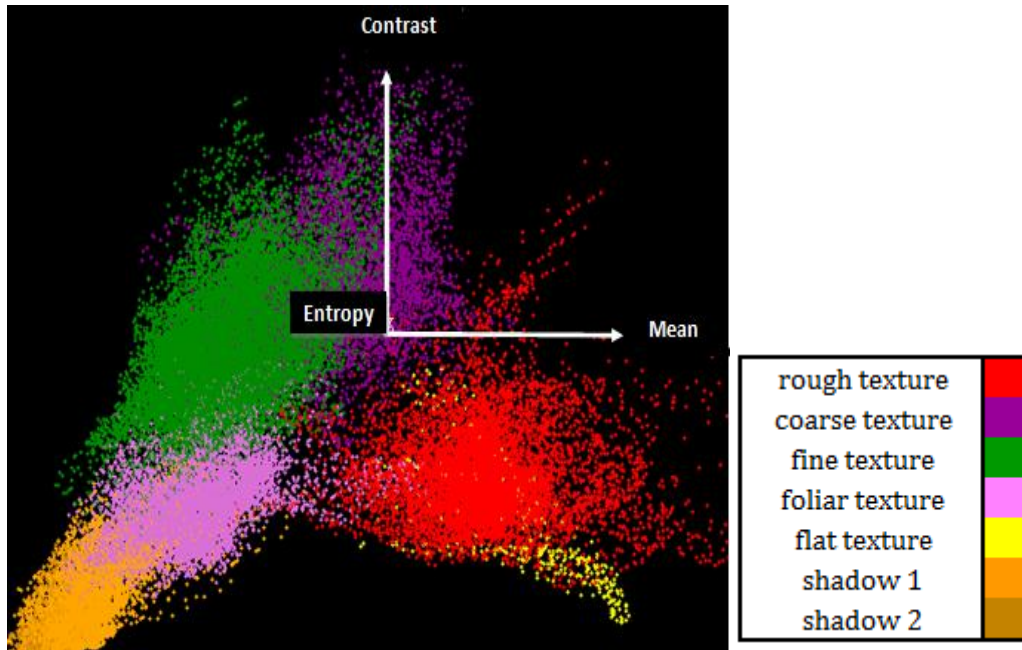 Contrast
Entropy
Mean
rough texture
coarse texture
fine texture
foliar texture
flat texture
shadow 1
shadow 2